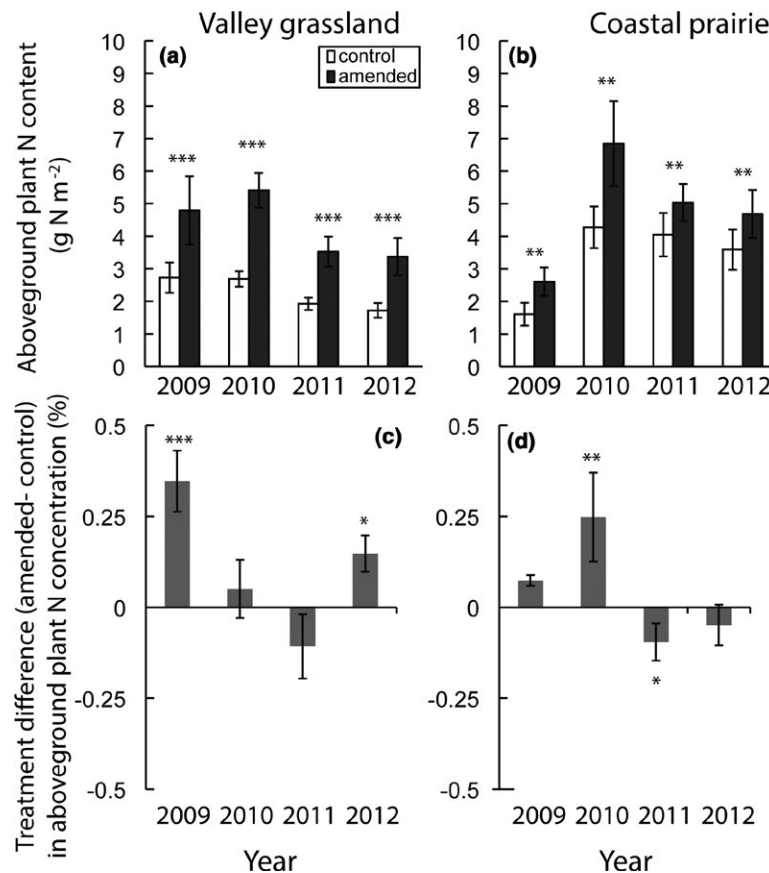 Valley grassland
Coastal prairie
Aboveground plant N content
(g N m⁻²)
(a)
control
amended
10
9
8
7
6
5
4
3
2
1
0
***
***
***
***
2009 2010 2011 2012
(b)
10
9
8
7
6
5
4
3
2
1
0
**
**
**
**
2009 2010 2011 2012
Treatment difference (amended- control)
in aboveground plant N concentration (%)
(c)
0.5
0.25
0
-0.25
-0.5
***
*
2009 2010 2011 2012
Year
(d)
0.5
0.25
0
-0.25
-0.5
**
*
2009 2010 2011 2012
Year